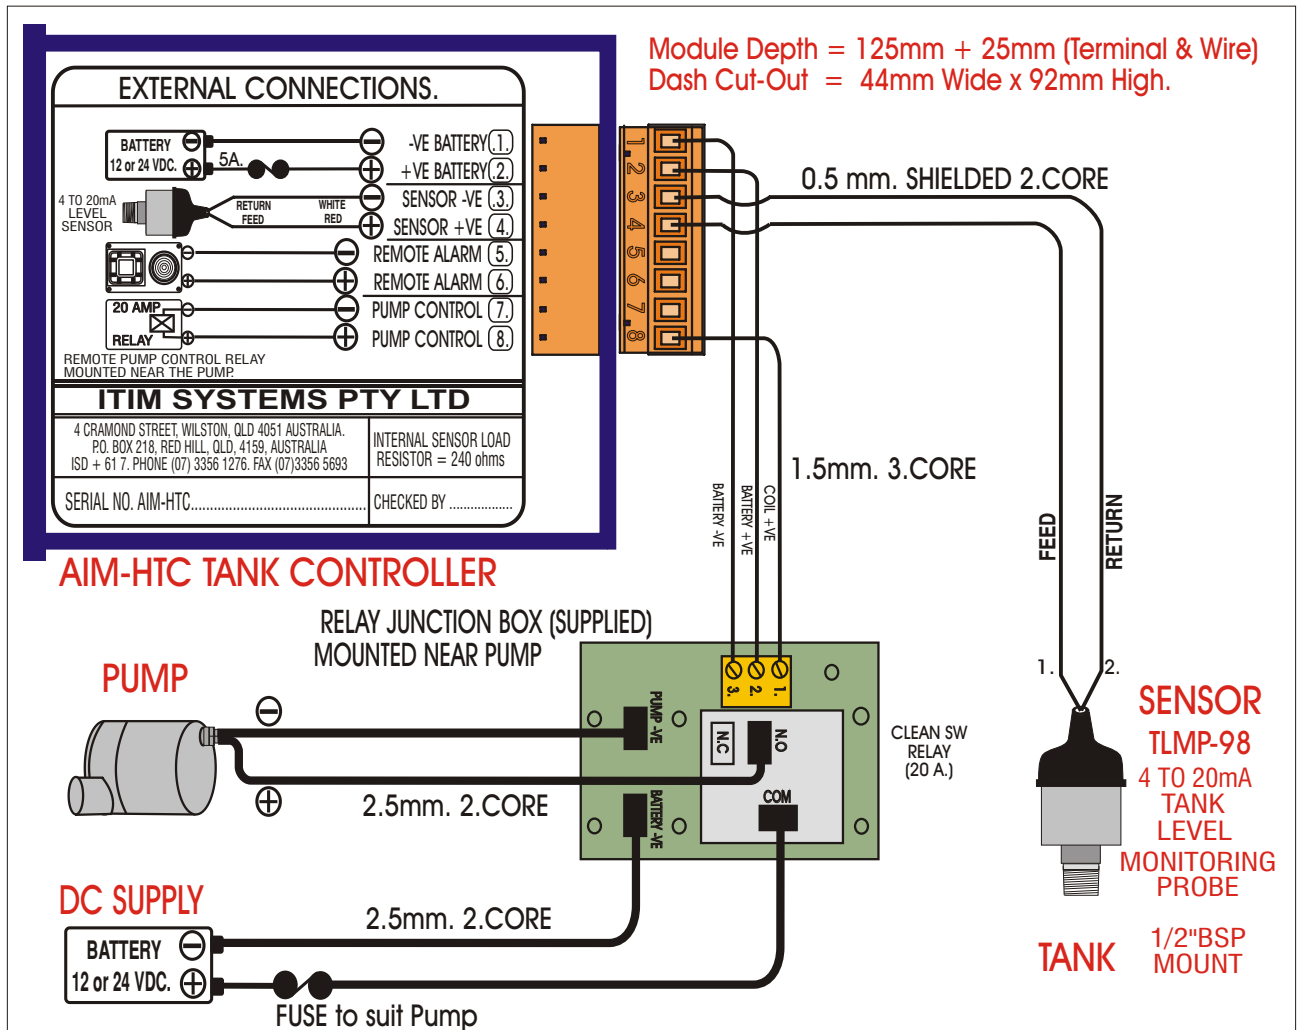 Module Depth = 125mm + 25mm (Terminal & Wire)
Dash Cut-Out = 44mm Wide x 92mm High.
EXTERNAL CONNECTIONS.
BATTERY
12 or 24 VDC.
5A.
-VE BATTERY .1.
+VE BATTERY .2.
4 TO 20mA
LEVEL
SENSOR
RETURN
FEED
WHITE
RED
SENSOR -VE .3.
SENSOR +VE 4.
REMOTE ALARM 5.
REMOTE ALARM 6.
20 AMP
RELAY
PUMP CONTROL 7.
PUMP CONTROL 8.
REMOTE PUMP CONTROL RELAY
MOUNTED NEAR THE PUMP.
ITIM SYSTEMS PTY LTD
4 CRAMOND STREET, WILSTON, QLD 4051 AUSTRALIA.
P.O. BOX 218, RED HILL, QLD, 4159, AUSTRALIA
ISD + 61 7. PHONE (07) 3356 1276. FAX (07)3356 5693
INTERNAL SENSOR LOAD
RESISTOR = 240 ohms
SERIAL NO. AIM-HTC............................................
CHECKED BY .................
1
2
3
4
5
6
7
8
0.5 mm. SHIELDED 2.CORE
1.5mm. 3.CORE
BATTERY -VE
BATTERY +VE
COIL +VE
FEED
RETURN
AIM-HTC TANK CONTROLLER
RELAY JUNCTION BOX (SUPPLIED)
MOUNTED NEAR PUMP
3.
2.
1.
PUMP
PUMP -VE
N.C
N.O
COM
BATTERY -VE
CLEAN SW
RELAY
(20 A.)
2.5mm. 2.CORE
1.
2.
SENSOR
TLMP-98
4 TO 20mA
TANK
LEVEL
MONITORING
PROBE
DC SUPPLY
BATTERY
12 or 24 VDC.
2.5mm. 2.CORE
FUSE to suit Pump
TANK
1/2"BSP
MOUNT